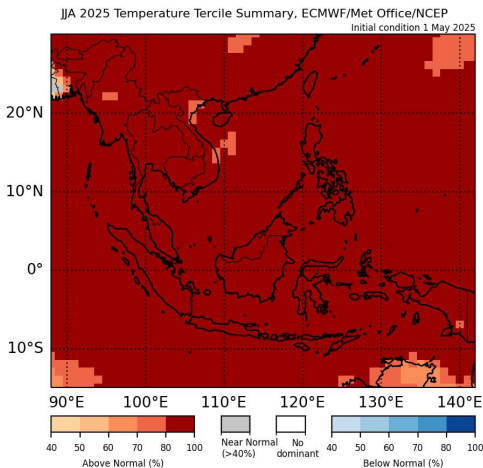 JJA 2025 Temperature Tercile Summary, ECMWF/Met Office/NCEP
Initial condition 1 May 2025
20°N
10°N
0°
10°S
90°E 100°E 110°E 120°E 130°E 140°E
40 50 60 70 80 100
Above Normal (%)
Near Normal
(>40%)
No
dominant
40 50 60 70 80 100
Below Normal (%)